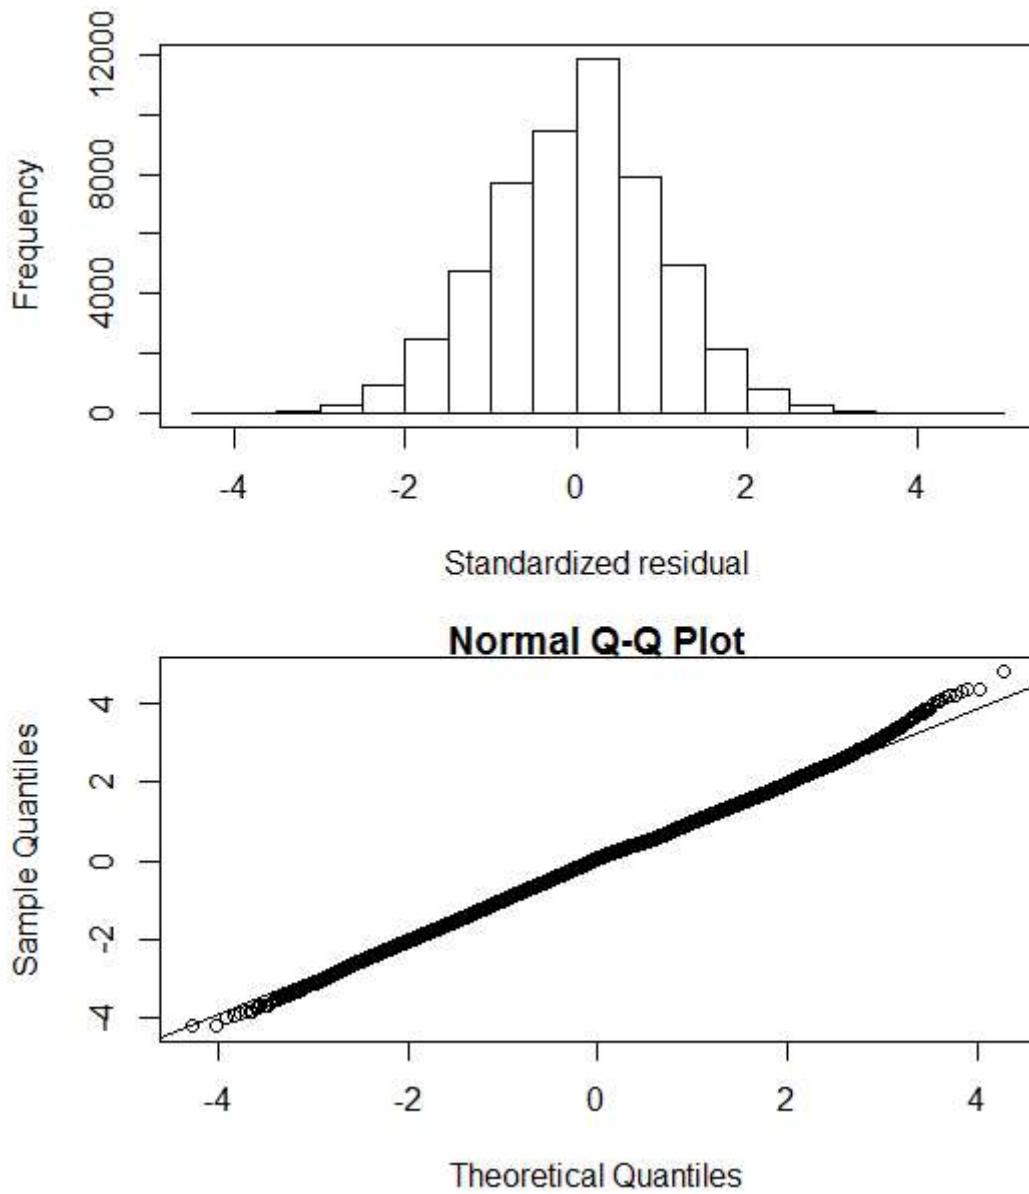 12000
8000
4000
0
Frequency
-4 -2 0 2 4
Standardized residual
Normal Q-Q Plot
4
2
0
-2
-4
Sample Quantiles
-4 -2 0 2 4
Theoretical Quantiles